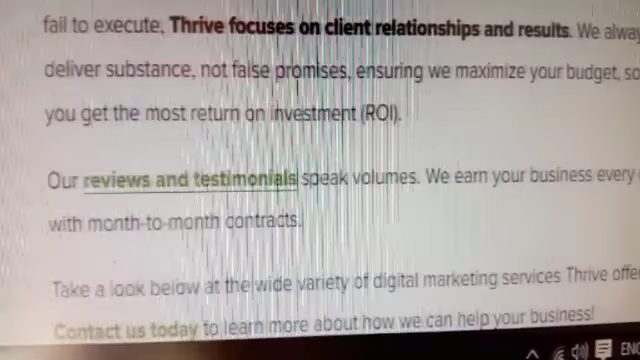 fail to execute, Thrive focuses on client relationships and results. We alway
deliver substance, not false promises, ensuring we maximize your budget, so
you get the most return on investment (ROI).
Our reviews and testimonials speak volumes. We earn your business every
with month-to-month contracts.
Take a look below at the wide variety of digital marketing services Thrive offe
Contact us today to learn more about how we can help your business!
ENG